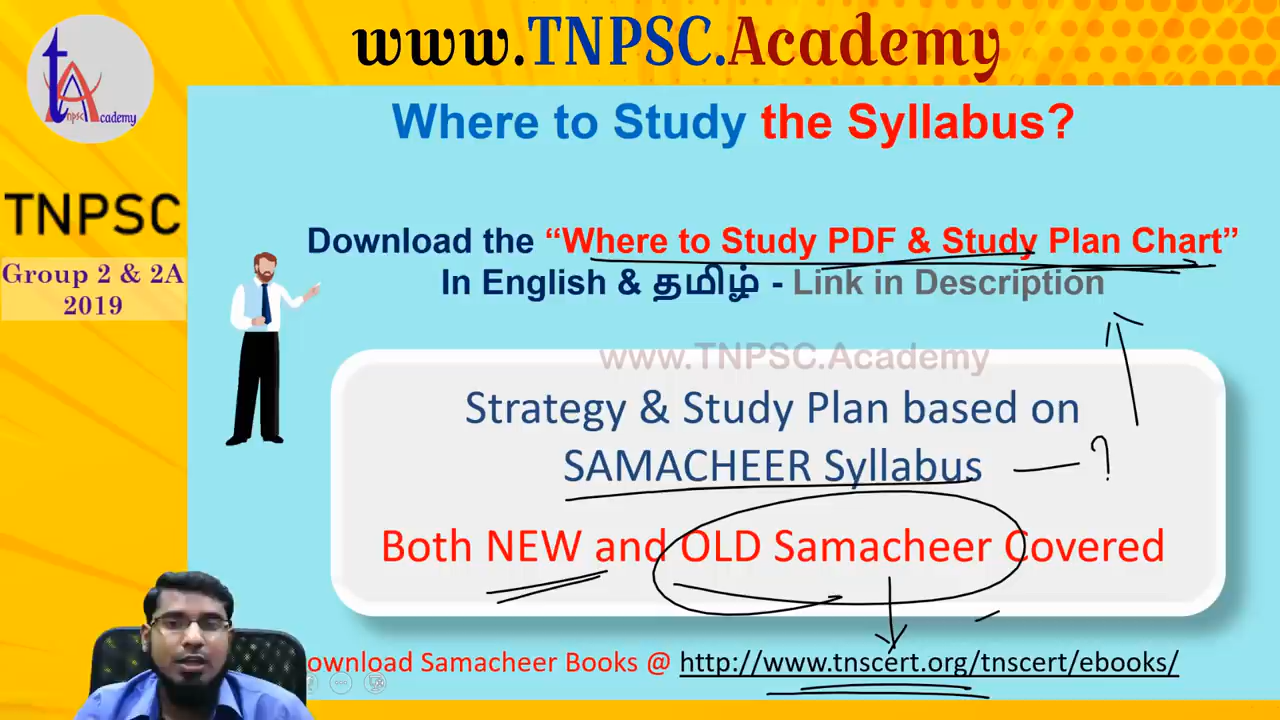 www.TNPSC.Academy
tnpsc Academy
Where to Study the Syllabus?
TNPSC
Group 2 & 2A
2019
Download the “Where to Study PDF & Study Plan Chart”
In English & தமிழ் - Link in Description
www.TNPSC.Academy
Strategy & Study Plan based on
SAMACHEER Syllabus — ?
Both NEW and OLD Samacheer Covered
ownload Samacheer Books @ http://www.tnscert.org/tnscert/ebooks/